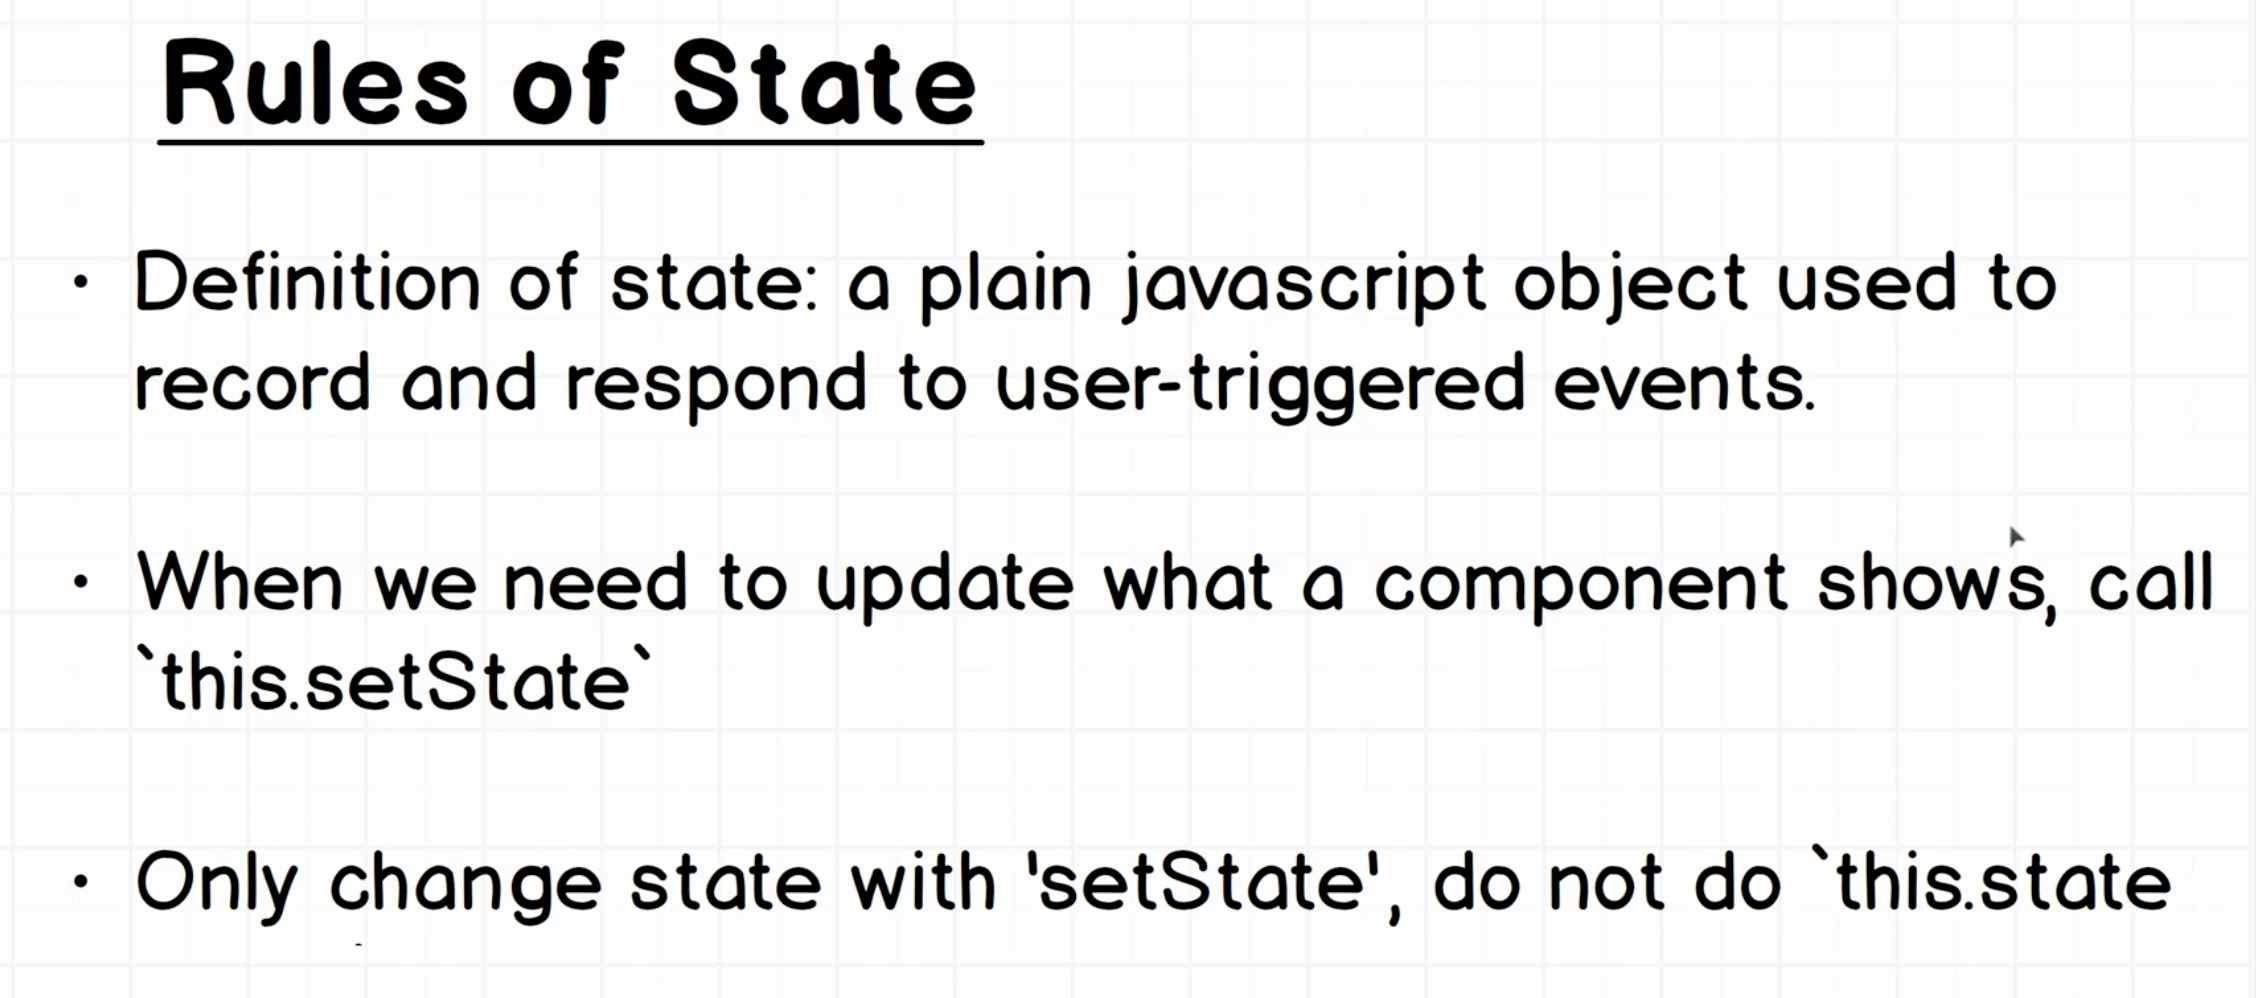 Rules of State
• Definition of state: a plain javascript object used to
record and respond to user-triggered events.
• When we need to update what a component shows, call
`this.setState`
• Only change state with 'setState', do not do `this.state